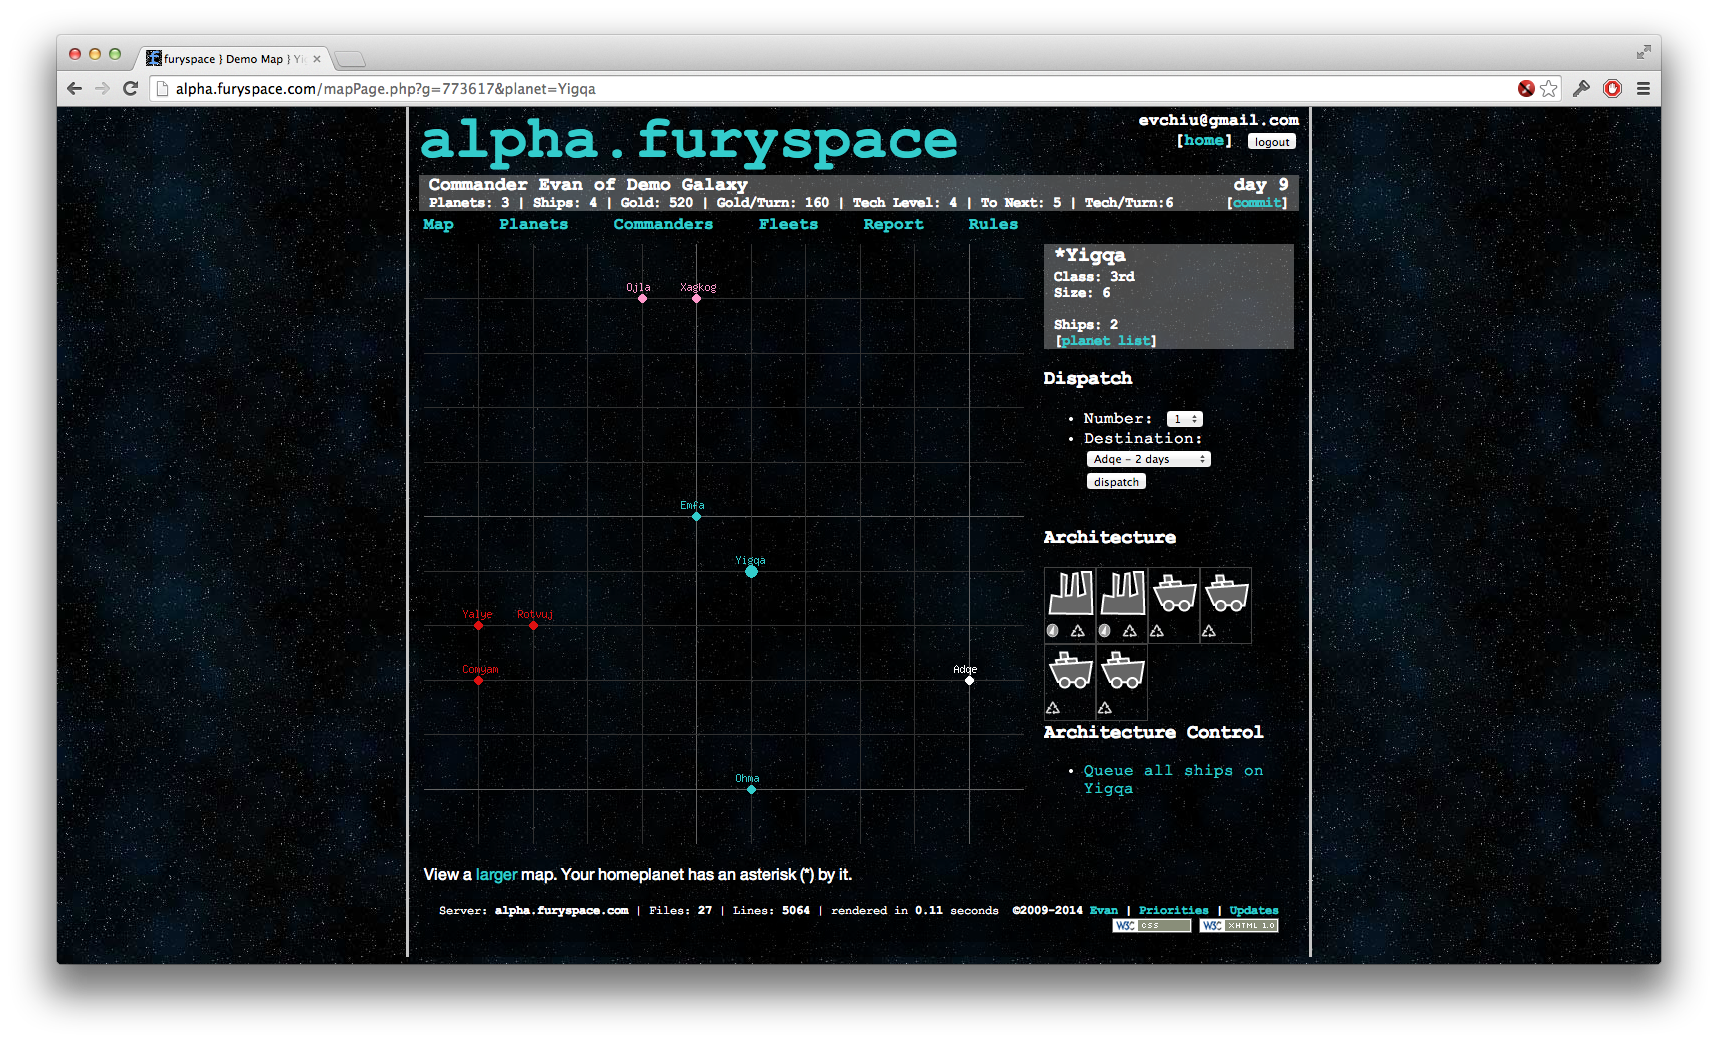 furyspace } Demo Map } Yi
alpha.furyspace.com/mapPage.php?g=773617&planet=Yigqa
alpha.furyspace
evchiu@gmail.com
[home] logout
Commander Evan of Demo Galaxy day 9
Planets: 3 | Ships: 4 | Gold: 520 | Gold/Turn: 160 | Tech Level: 4 | To Next: 5 | Tech/Turn:6 [commit]
Map Planets Commanders Fleets Report Rules
*Yigqa
Class: 3rd
Size: 6
Ships: 2
[planet list]
Dispatch
• Number: 1
• Destination:
Adqe - 2 days
dispatch
Architecture
Architecture Control
• Queue all ships on
Yigqa
Ojla Xagkog
Emfa
Yigqa
Yalye Rotvuj
Comyam
Adqe
Ohma
View a larger map. Your homeplanet has an asterisk (*) by it.
Server: alpha.furyspace.com | Files: 27 | Lines: 5064 | rendered in 0.11 seconds ©2009-2014 Evan | Priorities | Updates
W3C CSS W3C XHTML 1.0